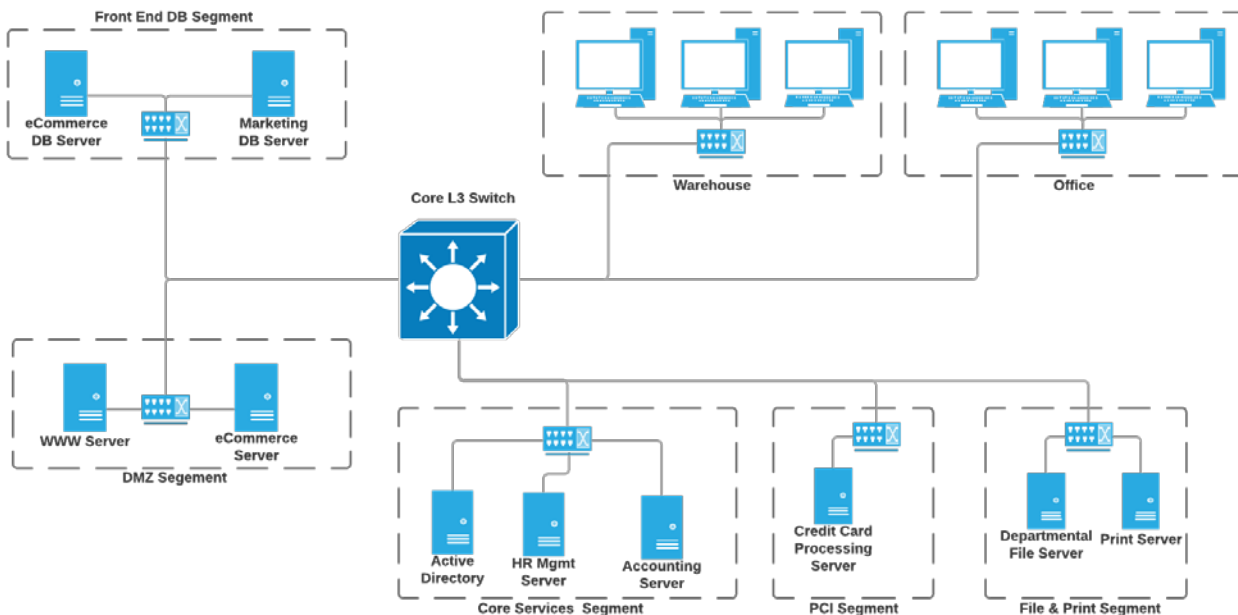 Front End DB Segment
eCommerce
DB Server
Marketing
DB Server
Warehouse
Office
Core L3 Switch
WWW Server
eCommerce
Server
DMZ Segement
Active
Directory
HR Mgmt
Server
Accounting
Server
Core Services Segment
Credit Card
Processing
Server
PCI Segment
Departmental
File Server
Print Server
File & Print Segment